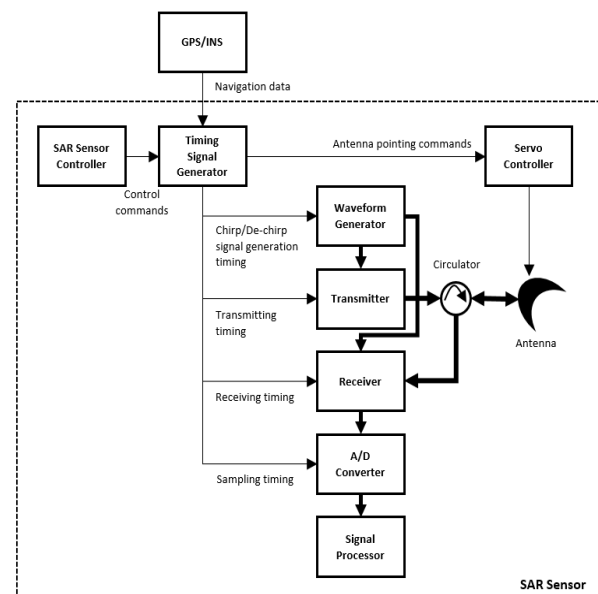 GPS/INS
Navigation data
SAR Sensor
Controller
Timing
Signal
Generator
Antenna pointing commands
Servo
Controller
Control
commands
Waveform
Generator
Chirp/De-chirp
signal generation
timing
Circulator
Transmitter
Transmitting
timing
Antenna
Receiver
Receiving timing
A/D
Converter
Sampling timing
Signal
Processor
SAR Sensor